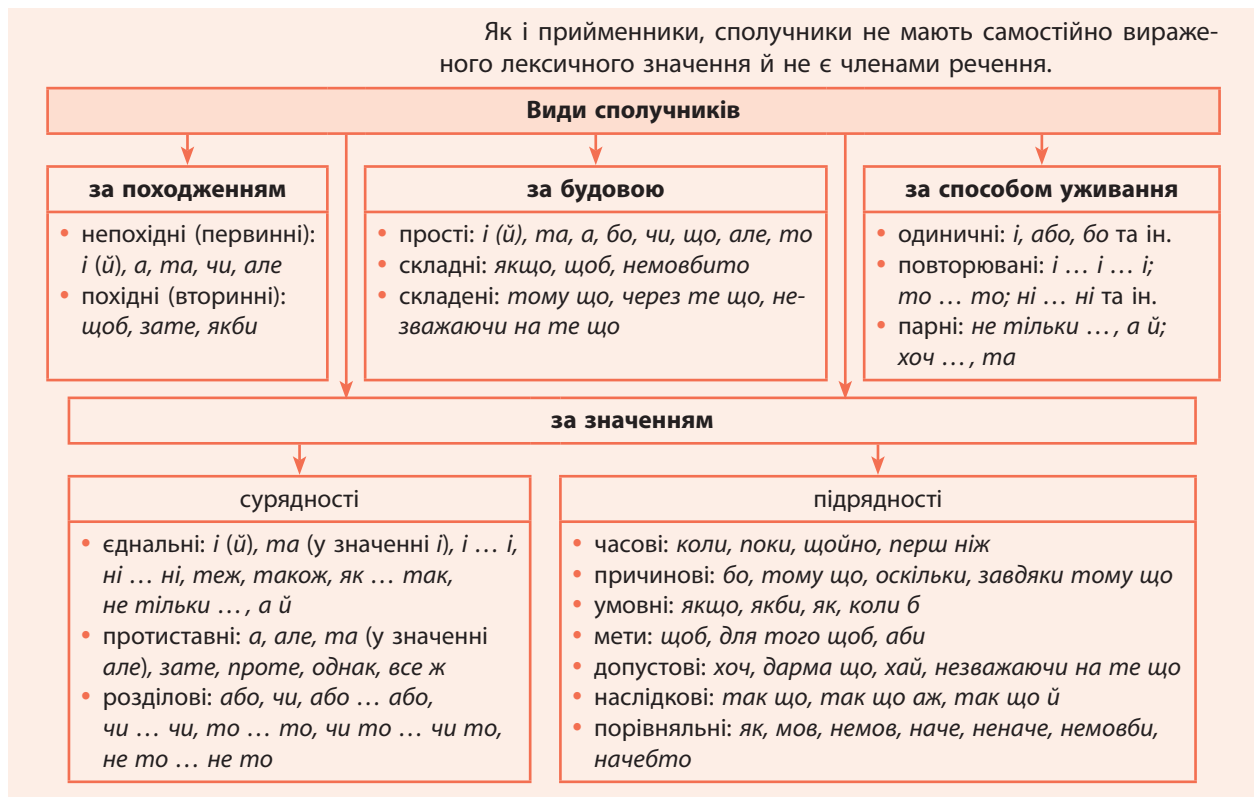 Як і прийменники, сполучники не мають самостійно вираже-
ного лексичного значення й не є членами речення.
Види сполучників
за походженням
• непохідні (первинні):
і (й), а, та, чи, але
• похідні (вторинні):
щоб, зате, якби
за будовою
• прості: і (й), та, а, бо, чи, що, але, то
• складні: якщо, щоб, немовбито
• складені: тому що, через те що, не-
зважаючи на те що
за способом уживання
• одиничні: і, або, бо та ін.
• повторювані: і … і … і;
то … то; ні … ні та ін.
• парні: не тільки …, а й;
хоч …, та
за значенням
сурядності
• єднальні: і (й), та (у значенні і), і … і,
ні … ні, теж, також, як … так,
не тільки …, а й
• протиставні: а, але, та (у значенні
але), зате, проте, однак, все ж
• розділові: або, чи, або … або,
чи … чи, то … то, чи то … чи то,
не то … не то
підрядності
• часові: коли, поки, щойно, перш ніж
• причинові: бо, тому що, оскільки, завдяки тому що
• умовні: якщо, якби, як, коли б
• мети: щоб, для того щоб, аби
• допустові: хоч, дарма що, хай, незважаючи на те що
• наслідкові: так що, так що аж, так що й
• порівняльні: як, мов, немов, наче, неначе, немовби,
начебто